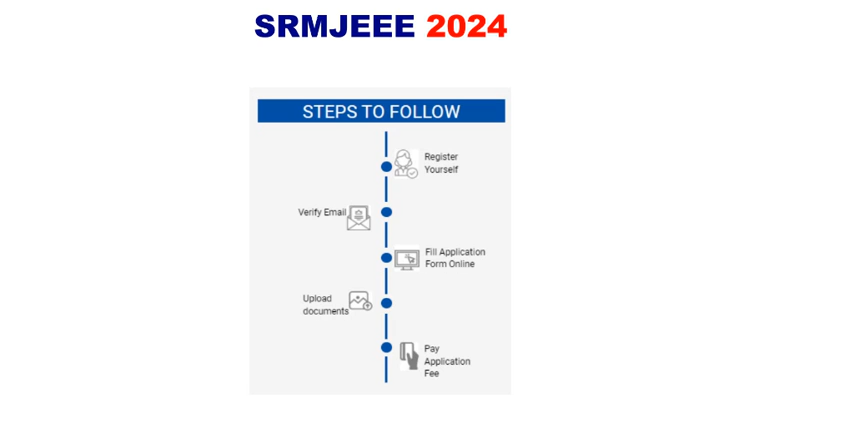 SRMJEEE 2024
STEPS TO FOLLOW
Register
Yourself
Verify Email
Fill Application
Form Online
Upload
documents
Pay
Application
Fee